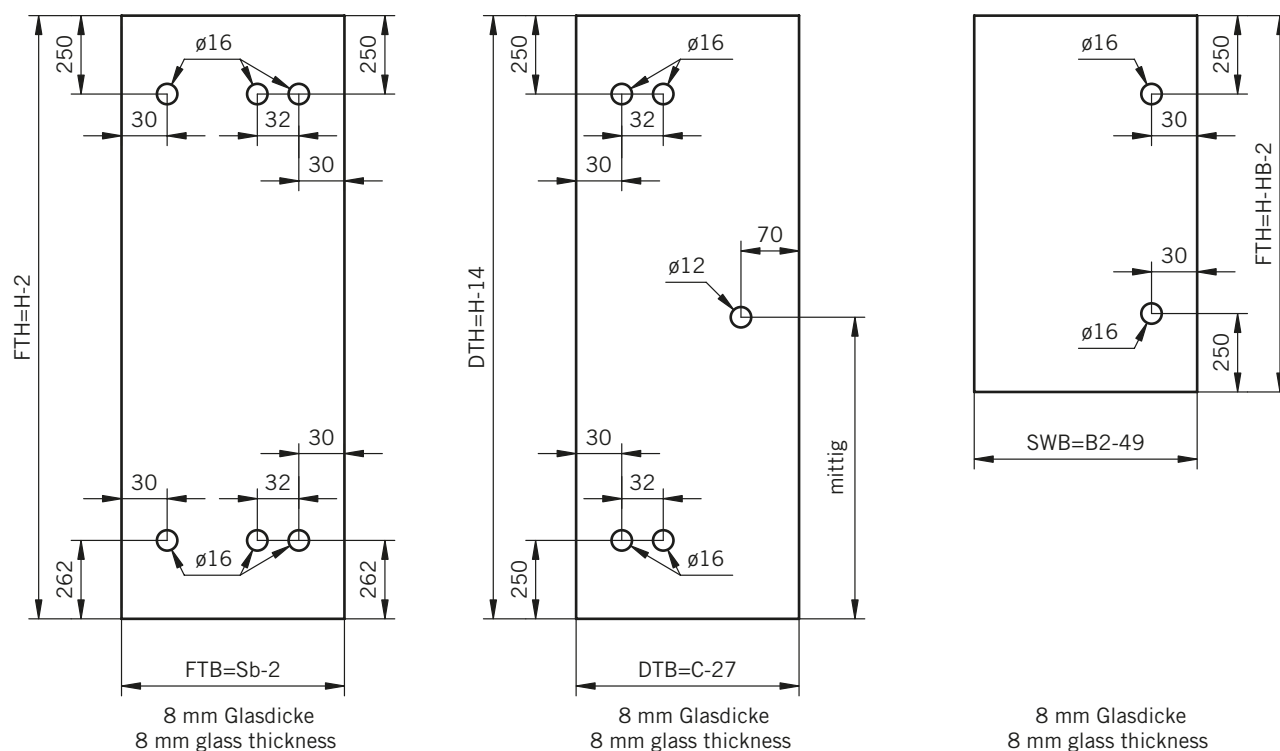 250
ø16
250
30
32
30
FTH=H-2
30
30
32
ø16
262
262
FTB=Sb-2
8 mm Glasdicke
8 mm glass thickness
250
ø16
32
30
70
ø12
DTH=H-14
mittig
30
32
ø16
250
DTB=C-27
8 mm Glasdicke
8 mm glass thickness
ø16
250
30
FTH=H-HB-2
30
ø16
250
SWB=B2-49
8 mm Glasdicke
8 mm glass thickness